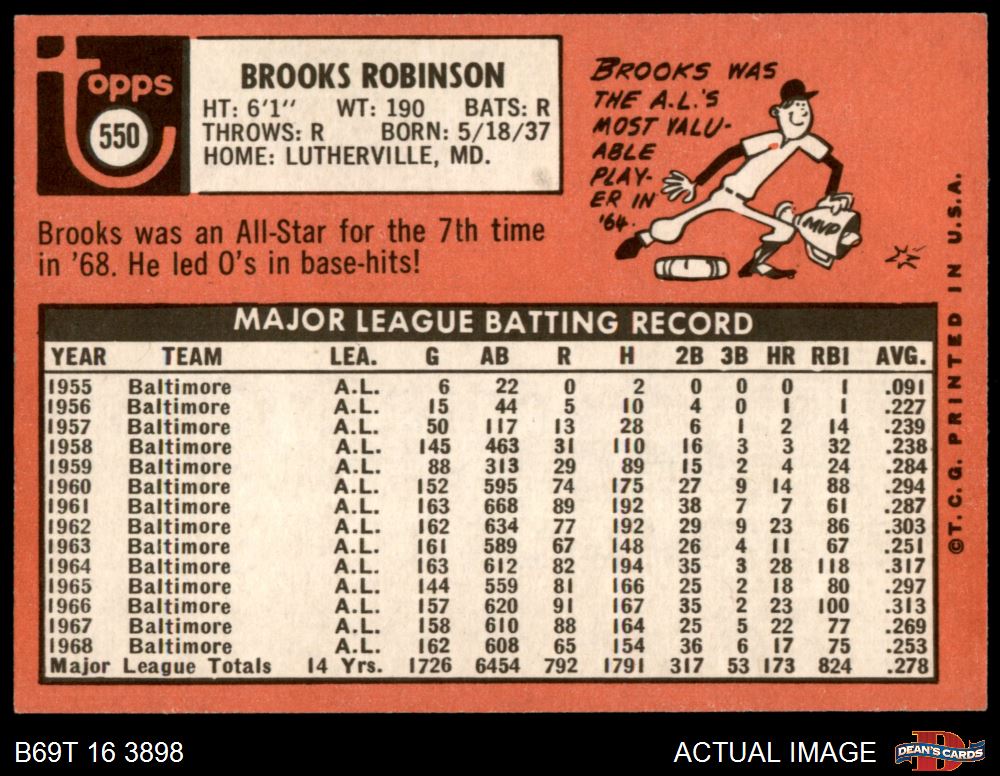 topps
550
BROOKS ROBINSON
HT: 6'1" WT: 190 BATS: R
THROWS: R BORN: 5/18/37
HOME: LUTHERVILLE, MD.
Brooks was an All-Star for the 7th time
in '68. He led O's in base-hits!
BROOKS WAS
THE A.L.'S
MOST VALU-
ABLE
PLAY-
ER IN
'64.
MVP
MAJOR LEAGUE BATTING RECORD
YEAR TEAM LEA. G AB R H 2B 3B HR RBI AVG.
1955 Baltimore A.L. 6 22 0 2 0 0 0 1 .091
1956 Baltimore A.L. 15 44 5 10 4 0 1 1 .227
1957 Baltimore A.L. 50 117 13 28 6 1 2 14 .239
1958 Baltimore A.L. 145 463 31 110 16 3 3 32 .238
1959 Baltimore A.L. 88 313 29 89 15 2 4 24 .284
1960 Baltimore A.L. 152 595 74 175 27 9 14 88 .294
1961 Baltimore A.L. 163 668 89 192 38 7 7 61 .287
1962 Baltimore A.L. 162 634 77 192 29 9 23 86 .303
1963 Baltimore A.L. 161 589 67 148 26 4 11 67 .251
1964 Baltimore A.L. 163 612 82 194 35 3 28 118 .317
1965 Baltimore A.L. 144 559 81 166 25 2 18 80 .297
1966 Baltimore A.L. 157 620 91 167 35 2 23 100 .313
1967 Baltimore A.L. 158 610 88 164 25 5 22 77 .269
1968 Baltimore A.L. 162 608 65 154 36 6 17 75 .253
Major League Totals 14 Yrs. 1726 6454 792 1791 317 53 173 824 .278
©T.C.G. PRINTED IN U.S.A.
B69T 16 3898
ACTUAL IMAGE
D
DEAN'S CARDS